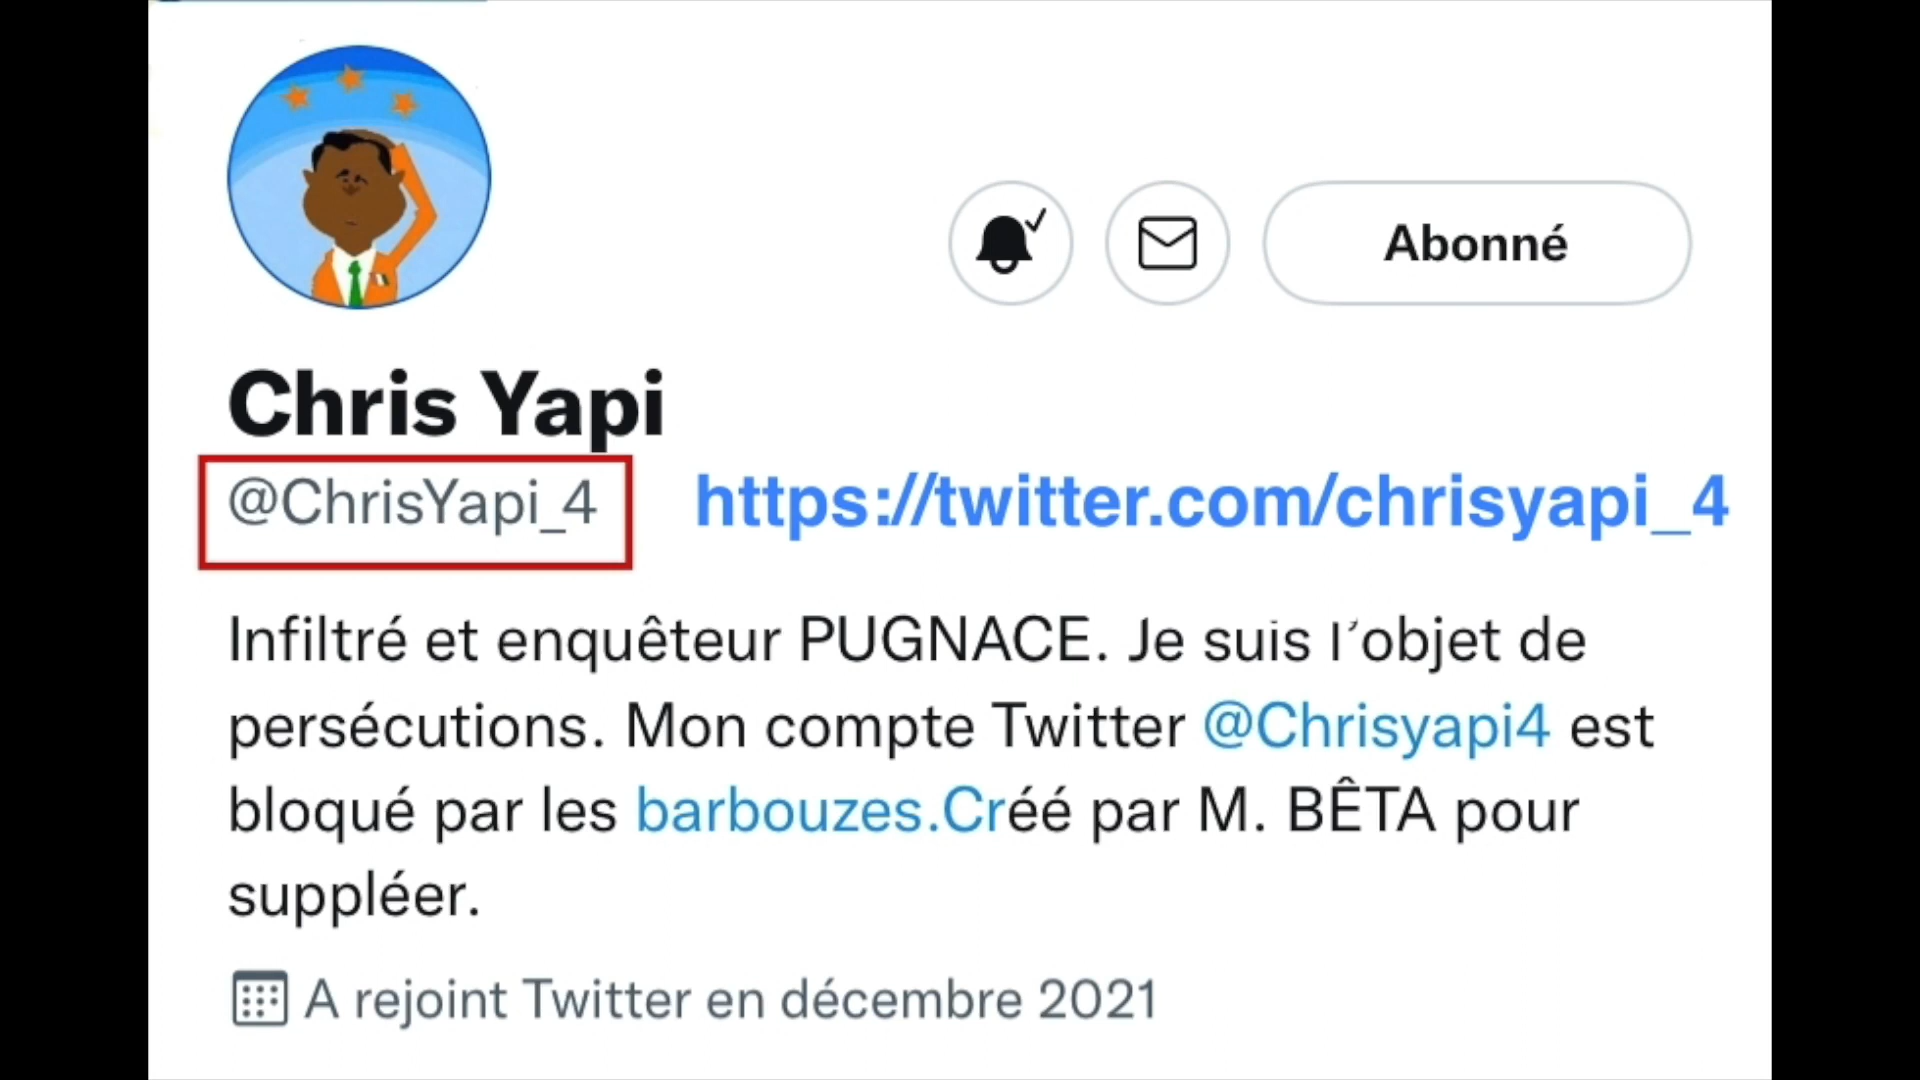 Abonné
Chris Yapi
@ChrisYapi_4
https://twitter.com/chrisyapi_4
Infiltré et enquêteur PUGNACE. Je suis l’objet de
persécutions. Mon compte Twitter @Chrisyapi4 est
bloqué par les barbouzes.Créé par M. BÊTA pour
suppléer.
A rejoint Twitter en décembre 2021